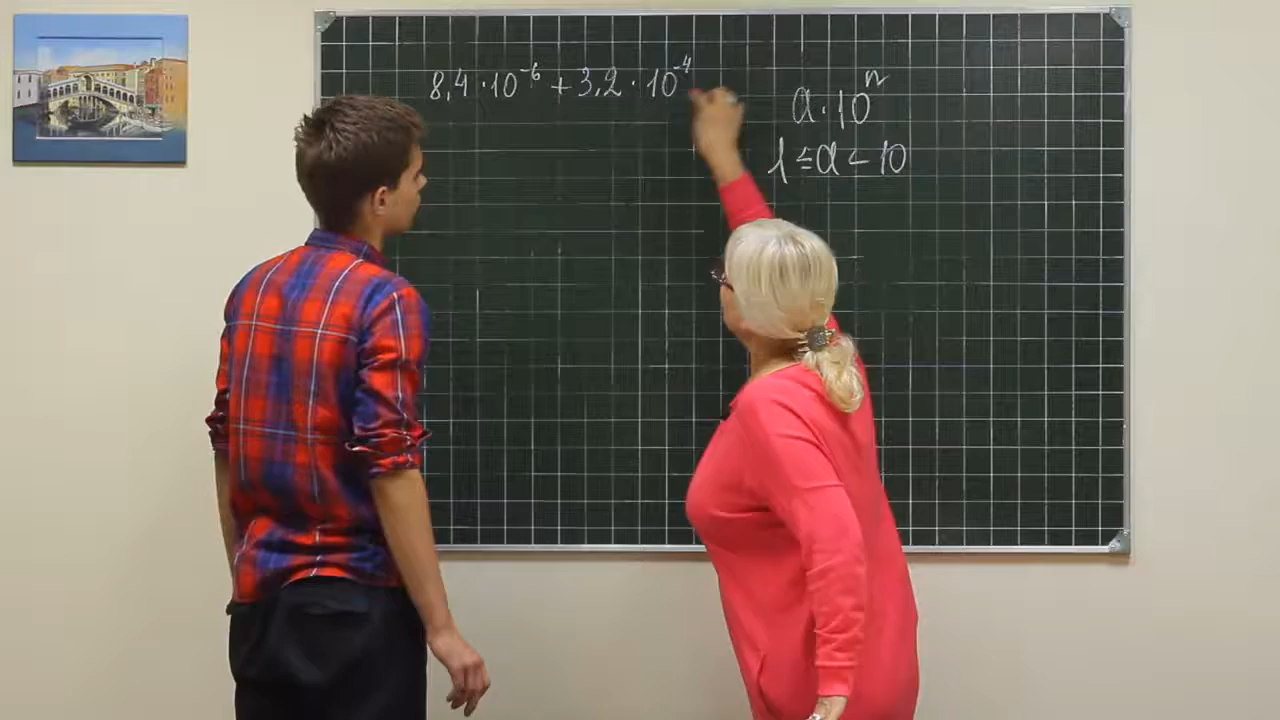 8,4 · 10⁻⁶ + 3,2 · 10⁻⁴
a · 10ⁿ
1 ≤ a < 10